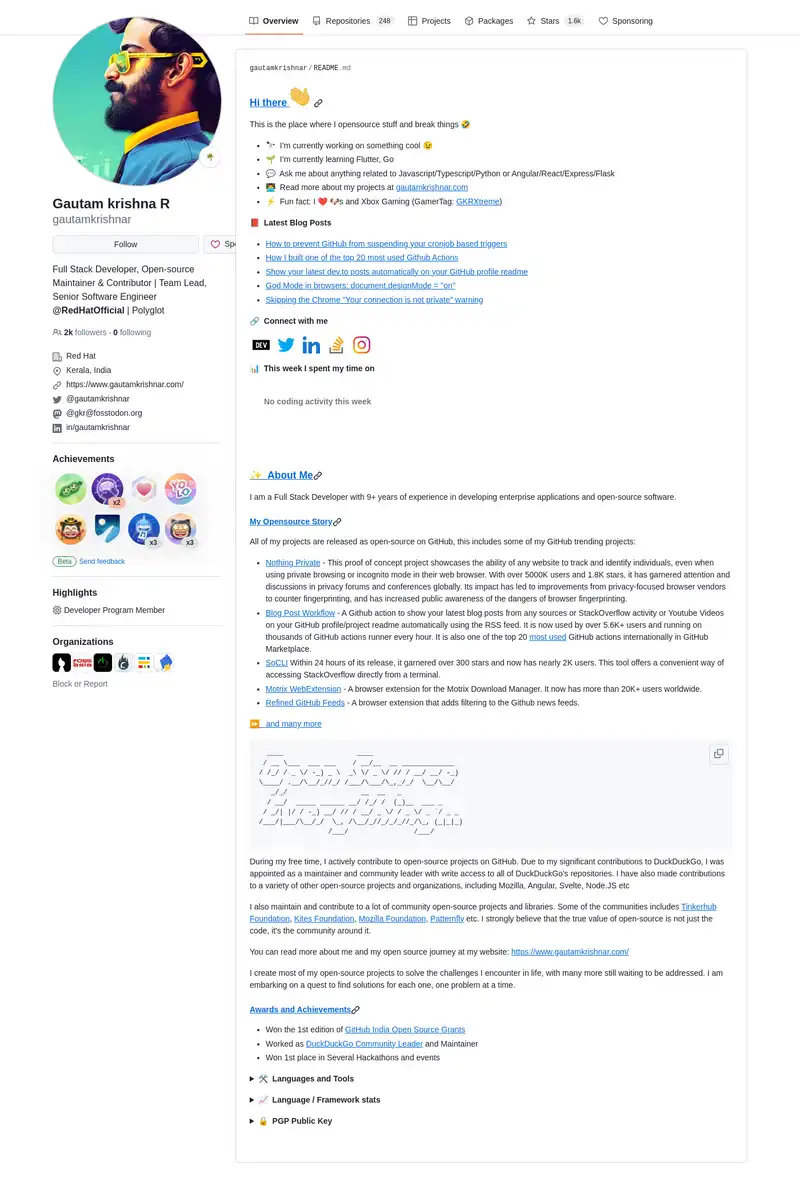 Overview Repositories 248 Projects Packages Stars 1.6k Sponsoring
Gautam krishna R
gautamkrishnar
Follow
Full Stack Developer, Open-source
Maintainer & Contributor | Team Lead,
Senior Software Engineer
@RedHatOfficial | Polyglot
2k followers · 0 following
Red Hat
Kerala, India
https://www.gautamkrishnar.com/
@gautamkrishnar
@gkr@fosstodon.org
in/gautamkrishnar
Achievements
YOLO
x2
x3
x3
Beta Send feedback
Highlights
Developer Program Member
Organizations
Block or Report
gautamkrishnar/README.md
Hi there 👋
This is the place where I opensource stuff and break things 🤣
🔭 I'm currently working on something cool 😉
🌱 I'm currently learning Flutter, Go
💬 Ask me about anything related to Javascript/Typescript/Python or Angular/React/Express/Flask
👨‍💻 Read more about my projects at gautamkrishnar.com
⚡ Fun fact: I ❤️ 🐶s and Xbox Gaming (GamerTag: GKRXtreme)
📕 Latest Blog Posts
How to prevent GitHub from suspending your cronjob based triggers
How I built one of the top 20 most used Github Actions
Show your latest dev.to posts automatically on your GitHub profile readme
God Mode in browsers: document.designMode = "on"
Skipping the Chrome "Your connection is not private" warning
🔗 Connect with me
DEV
📊 This week I spent my time on
No coding activity this week
✨ About Me
I am a Full Stack Developer with 9+ years of experience in developing enterprise applications and open-source software.
My Opensource Story
All of my projects are released as open-source on GitHub, this includes some of my GitHub trending projects:
Nothing Private - This proof of concept project showcases the ability of any website to track and identify individuals, even when
using private browsing or incognito mode in their web browser. With over 5000K users and 1.8K stars, it has garnered attention and
discussions in privacy forums and conferences globally. Its impact has led to improvements from privacy-focused browser vendors
to counter fingerprinting, and has increased public awareness of the dangers of browser fingerprinting.
Blog Post Workflow - A Github action to show your latest blog posts from any sources or StackOverflow activity or Youtube Videos
on your GitHub profile/project readme automatically using the RSS feed. It is now used by over 5.6K+ users and running on
thousands of GitHub actions runner every hour. It is also one of the top 20 most used GitHub actions internationally in GitHub
Marketplace.
SoCLI Within 24 hours of its release, it garnered over 300 stars and now has nearly 2K users. This tool offers a convenient way of
accessing StackOverflow directly from a terminal.
Motrix WebExtension - A browser extension for the Motrix Download Manager. It now has more than 20K+ users worldwide.
Refined GitHub Feeds - A browser extension that adds filtering to the Github news feeds.
⏩ and many more
During my free time, I actively contribute to open-source projects on GitHub. Due to my significant contributions to DuckDuckGo, I was
appointed as a maintainer and community leader with write access to all of DuckDuckGo's repositories. I have also made contributions
to a variety of other open-source projects and organizations, including Mozilla, Angular, Svelte, Node.JS etc
I also maintain and contribute to a lot of community open-source projects and libraries. Some of the communities includes Tinkerhub
Foundation, Kites Foundation, Mozilla Foundation, Patternfly etc. I strongly believe that the true value of open-source is not just the
code, it's the community around it.
You can read more about me and my open source journey at my website: https://www.gautamkrishnar.com/
I create most of my open-source projects to solve the challenges I encounter in life, with many more still waiting to be addressed. I am
embarking on a quest to find solutions for each one, one problem at a time.
Awards and Achievements
Won the 1st edition of GitHub India Open Source Grants
Worked as DuckDuckGo Community Leader and Maintainer
Won 1st place in Several Hackathons and events
🛠️ Languages and Tools
📈 Language / Framework stats
🔒 PGP Public Key